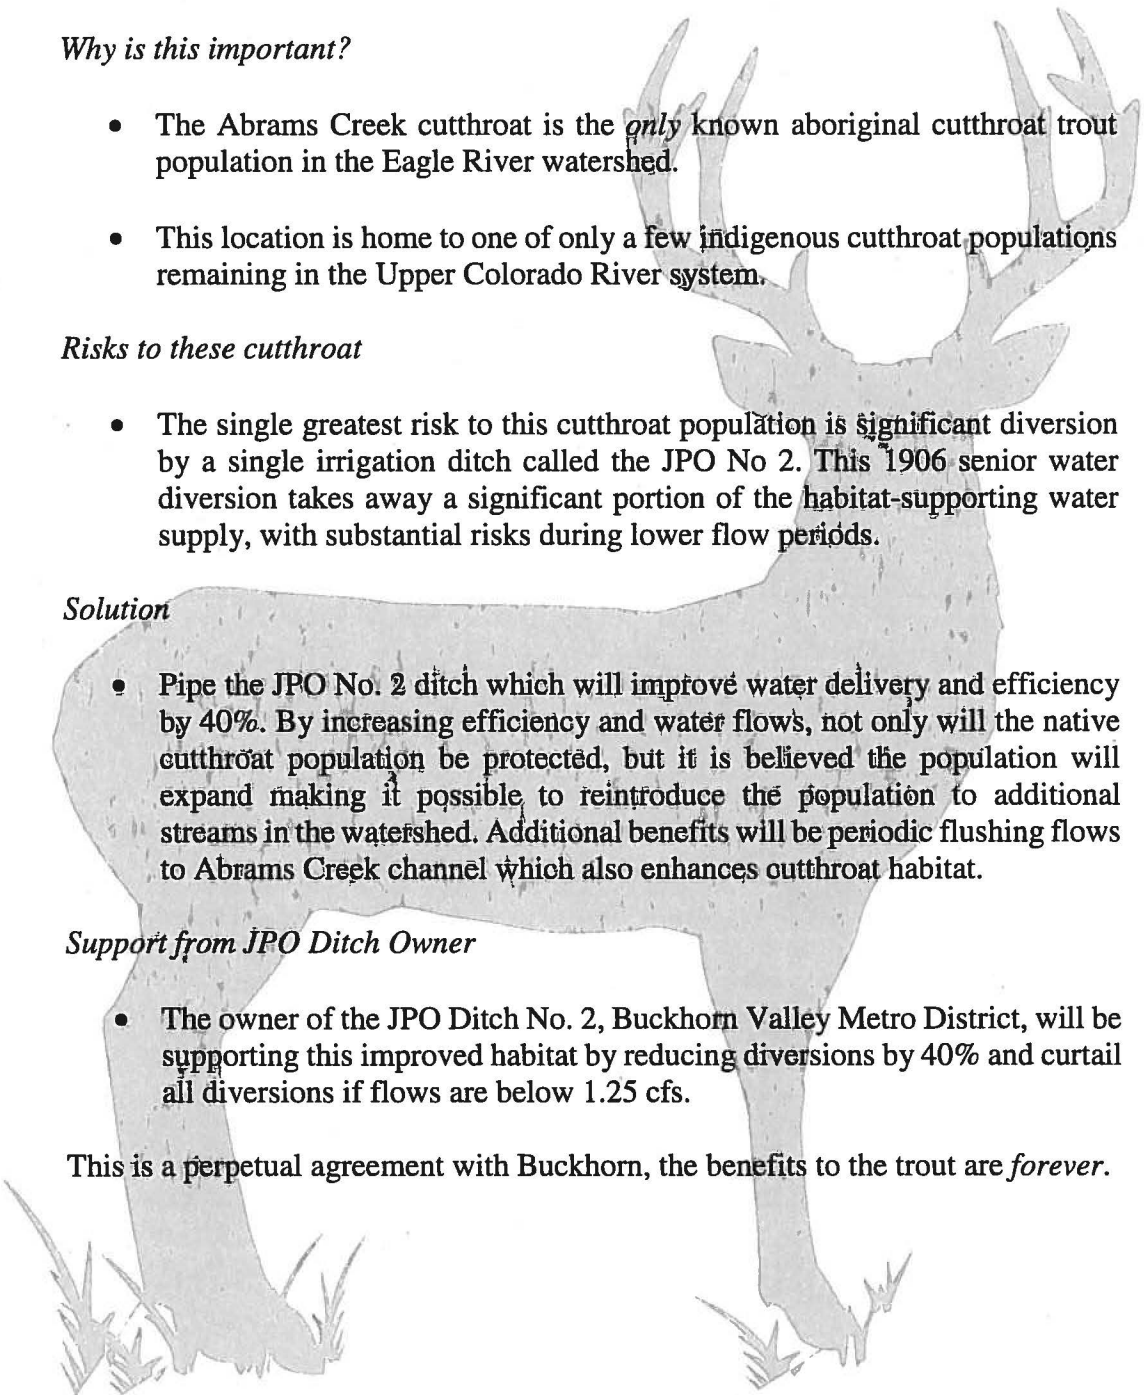 Why is this important?
• The Abrams Creek cutthroat is the only known aboriginal cutthroat trout
population in the Eagle River watershed.
• This location is home to one of only a few indigenous cutthroat populations
remaining in the Upper Colorado River system.
Risks to these cutthroat
• The single greatest risk to this cutthroat population is significant diversion
by a single irrigation ditch called the JPO No 2. This 1906 senior water
diversion takes away a significant portion of the habitat-supporting water
supply, with substantial risks during lower flow periods.
Solution
• Pipe the JPO No. 2 ditch which will improve water delivery and efficiency
by 40%. By increasing efficiency and water flows, not only will the native
cutthroat population be protected, but it is believed the population will
expand making it possible to reintroduce the population to additional
streams in the watershed. Additional benefits will be periodic flushing flows
to Abrams Creek channel which also enhances cutthroat habitat.
Support from JPO Ditch Owner
• The owner of the JPO Ditch No. 2, Buckhorn Valley Metro District, will be
supporting this improved habitat by reducing diversions by 40% and curtail
all diversions if flows are below 1.25 cfs.
This is a perpetual agreement with Buckhorn, the benefits to the trout are forever.